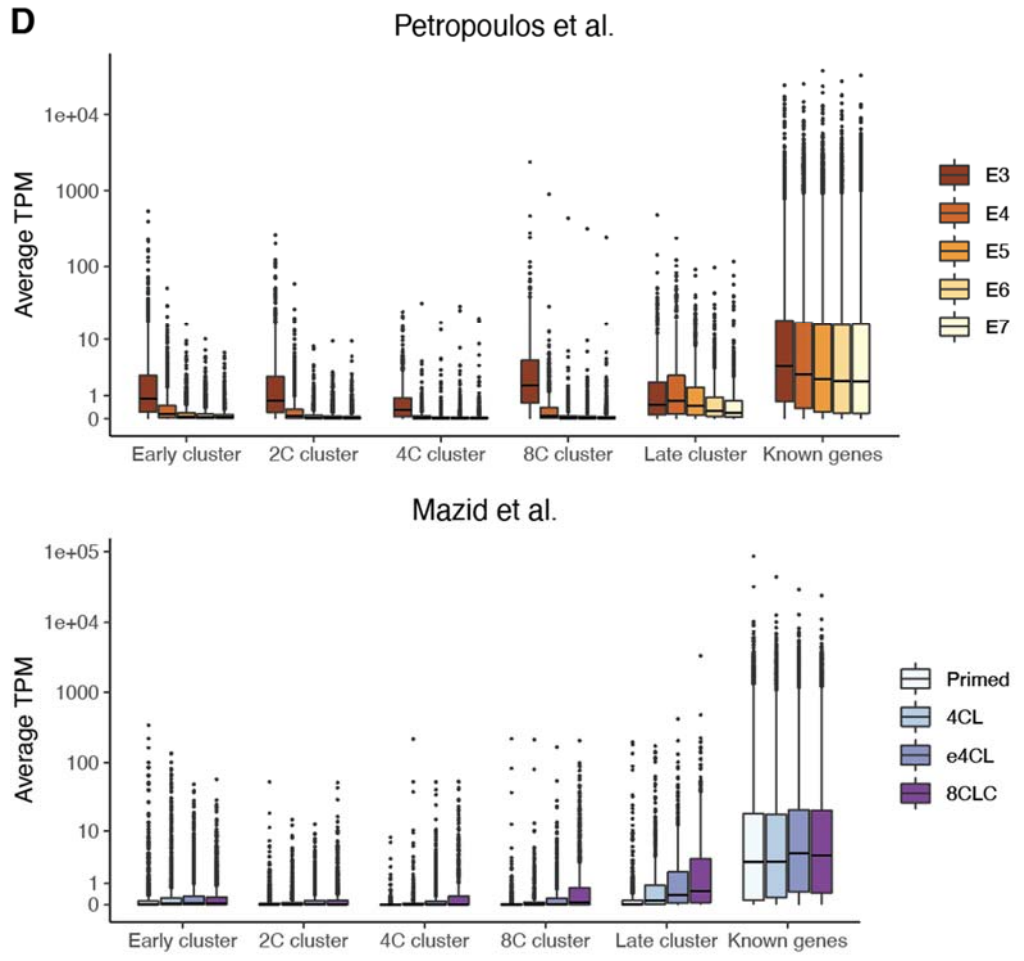 D
Petropoulos et al.
Average TPM
1e+04
1000
100
10
1
0
Early cluster 2C cluster 4C cluster 8C cluster Late cluster Known genes
E3
E4
E5
E6
E7
Mazid et al.
Average TPM
1e+05
1e+04
1000
100
10
1
0
Early cluster 2C cluster 4C cluster 8C cluster Late cluster Known genes
Primed
4CL
e4CL
8CLC